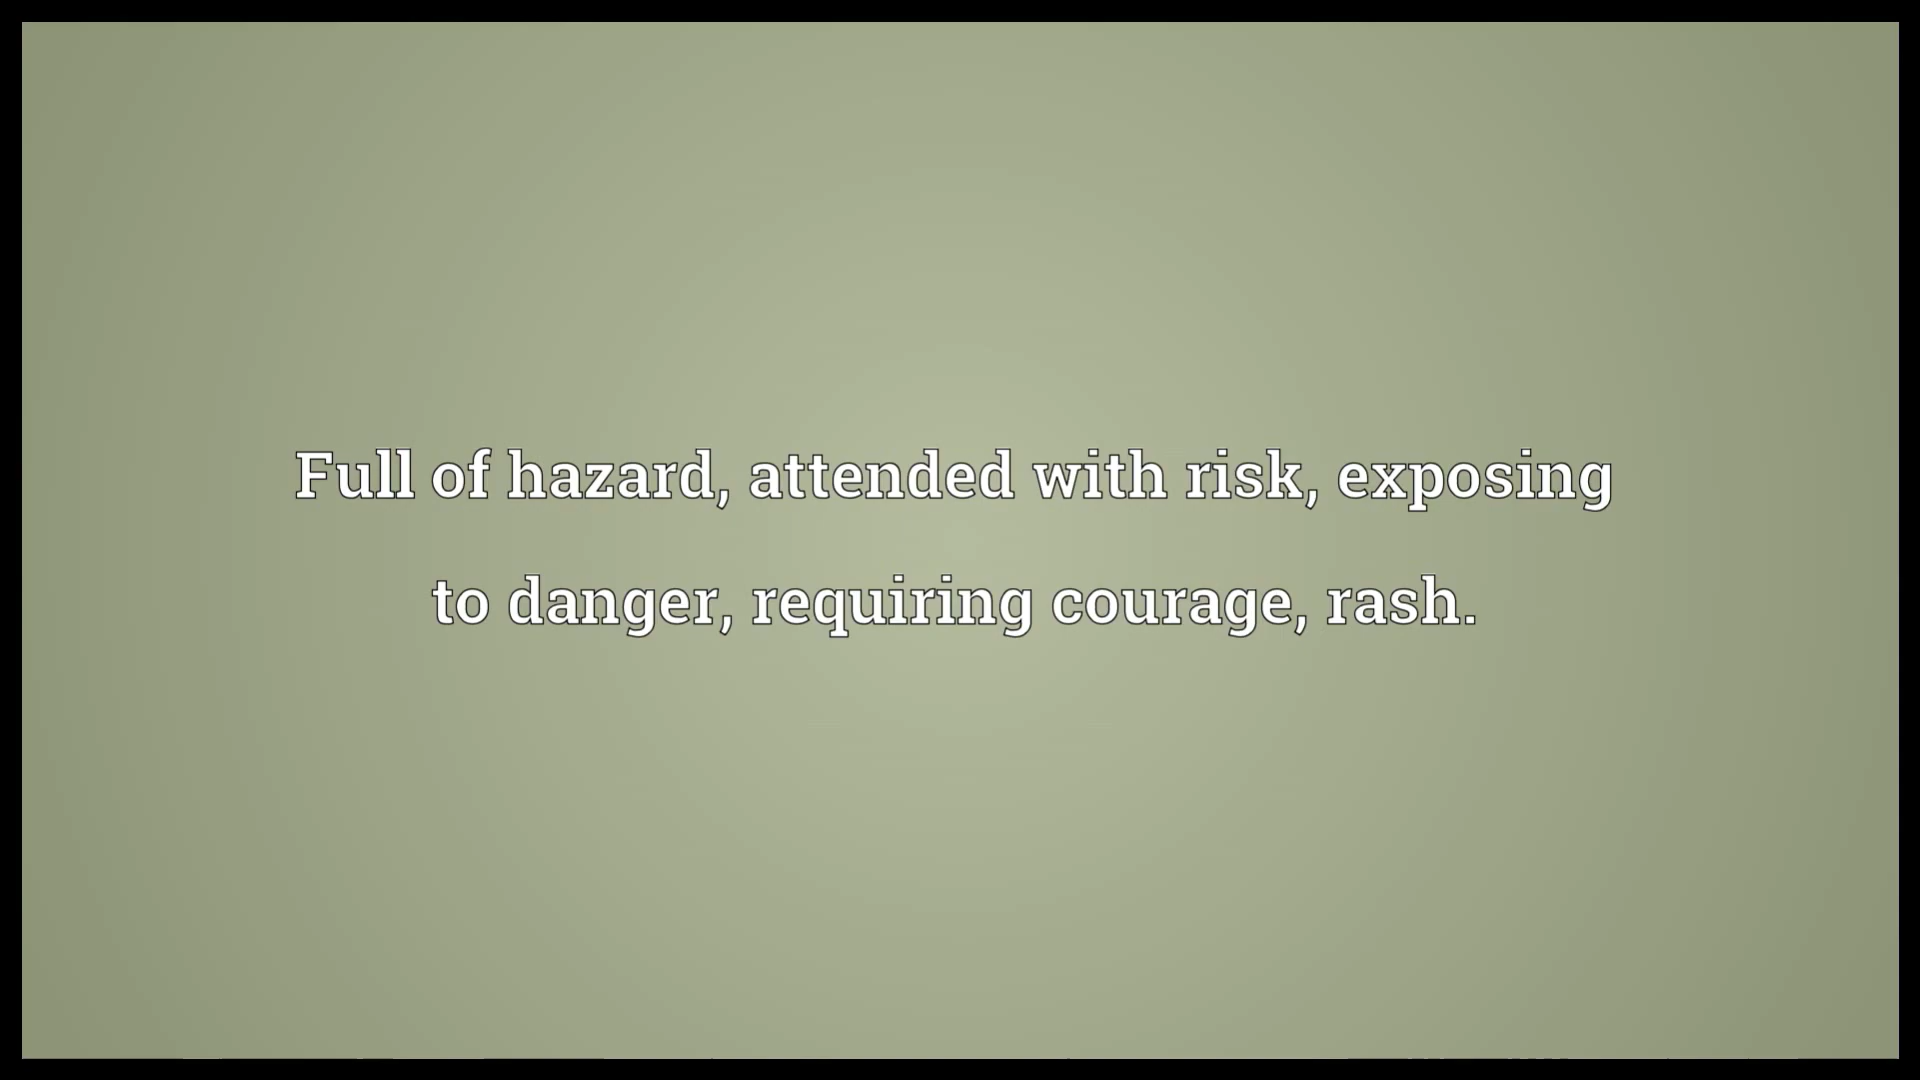 Full of hazard, attended with risk, exposing
to danger, requiring courage, rash.